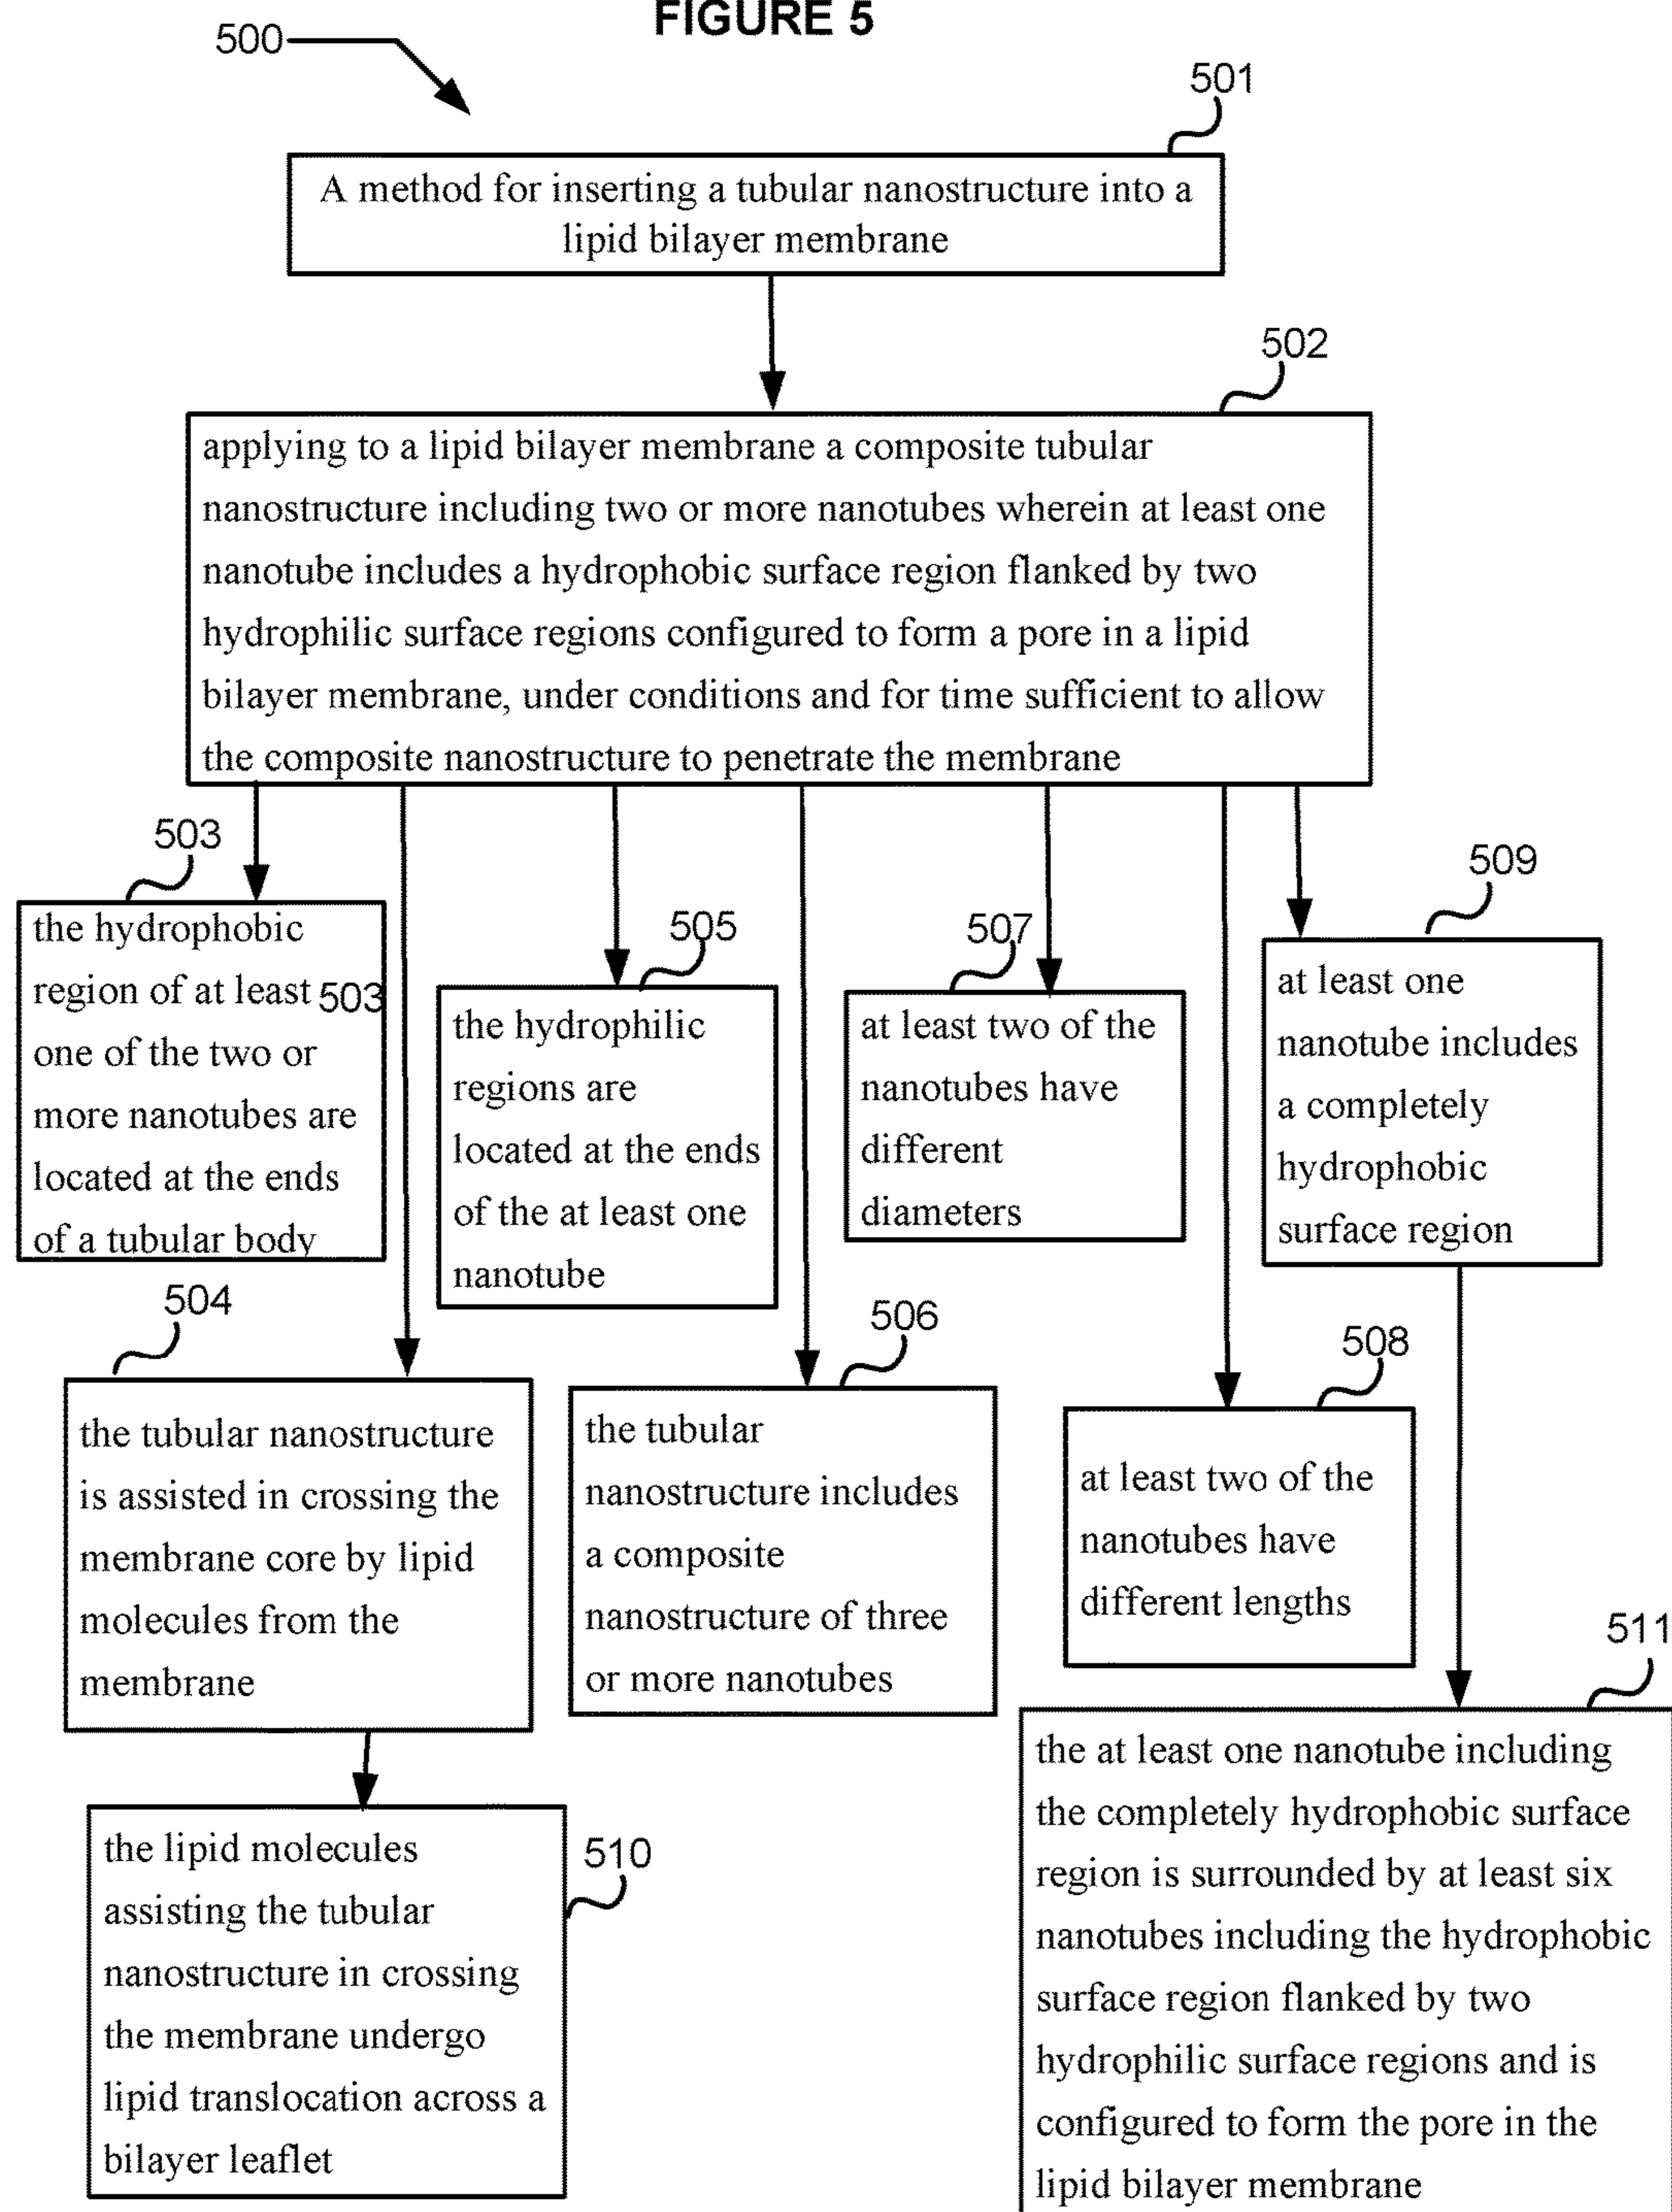 FIGURE 5
500
501
A method for inserting a tubular nanostructure into a
lipid bilayer membrane
502
applying to a lipid bilayer membrane a composite tubular
nanostructure including two or more nanotubes wherein at least one
nanotube includes a hydrophobic surface region flanked by two
hydrophilic surface regions configured to form a pore in a lipid
bilayer membrane, under conditions and for time sufficient to allow
the composite nanostructure to penetrate the membrane
503
the hydrophobic
region of at least 503
one of the two or
more nanotubes are
located at the ends
of a tubular body
505
the hydrophilic
regions are
located at the ends
of the at least one
nanotube
507
at least two of the
nanotubes have
different
diameters
509
at least one
nanotube includes
a completely
hydrophobic
surface region
504
the tubular nanostructure
is assisted in crossing the
membrane core by lipid
molecules from the
membrane
506
the tubular
nanostructure includes
a composite
nanostructure of three
or more nanotubes
508
at least two of the
nanotubes have
different lengths
510
the lipid molecules
assisting the tubular
nanostructure in crossing
the membrane undergo
lipid translocation across a
bilayer leaflet
511
the at least one nanotube including
the completely hydrophobic surface
region is surrounded by at least six
nanotubes including the hydrophobic
surface region flanked by two
hydrophilic surface regions and is
configured to form the pore in the
lipid bilayer membrane